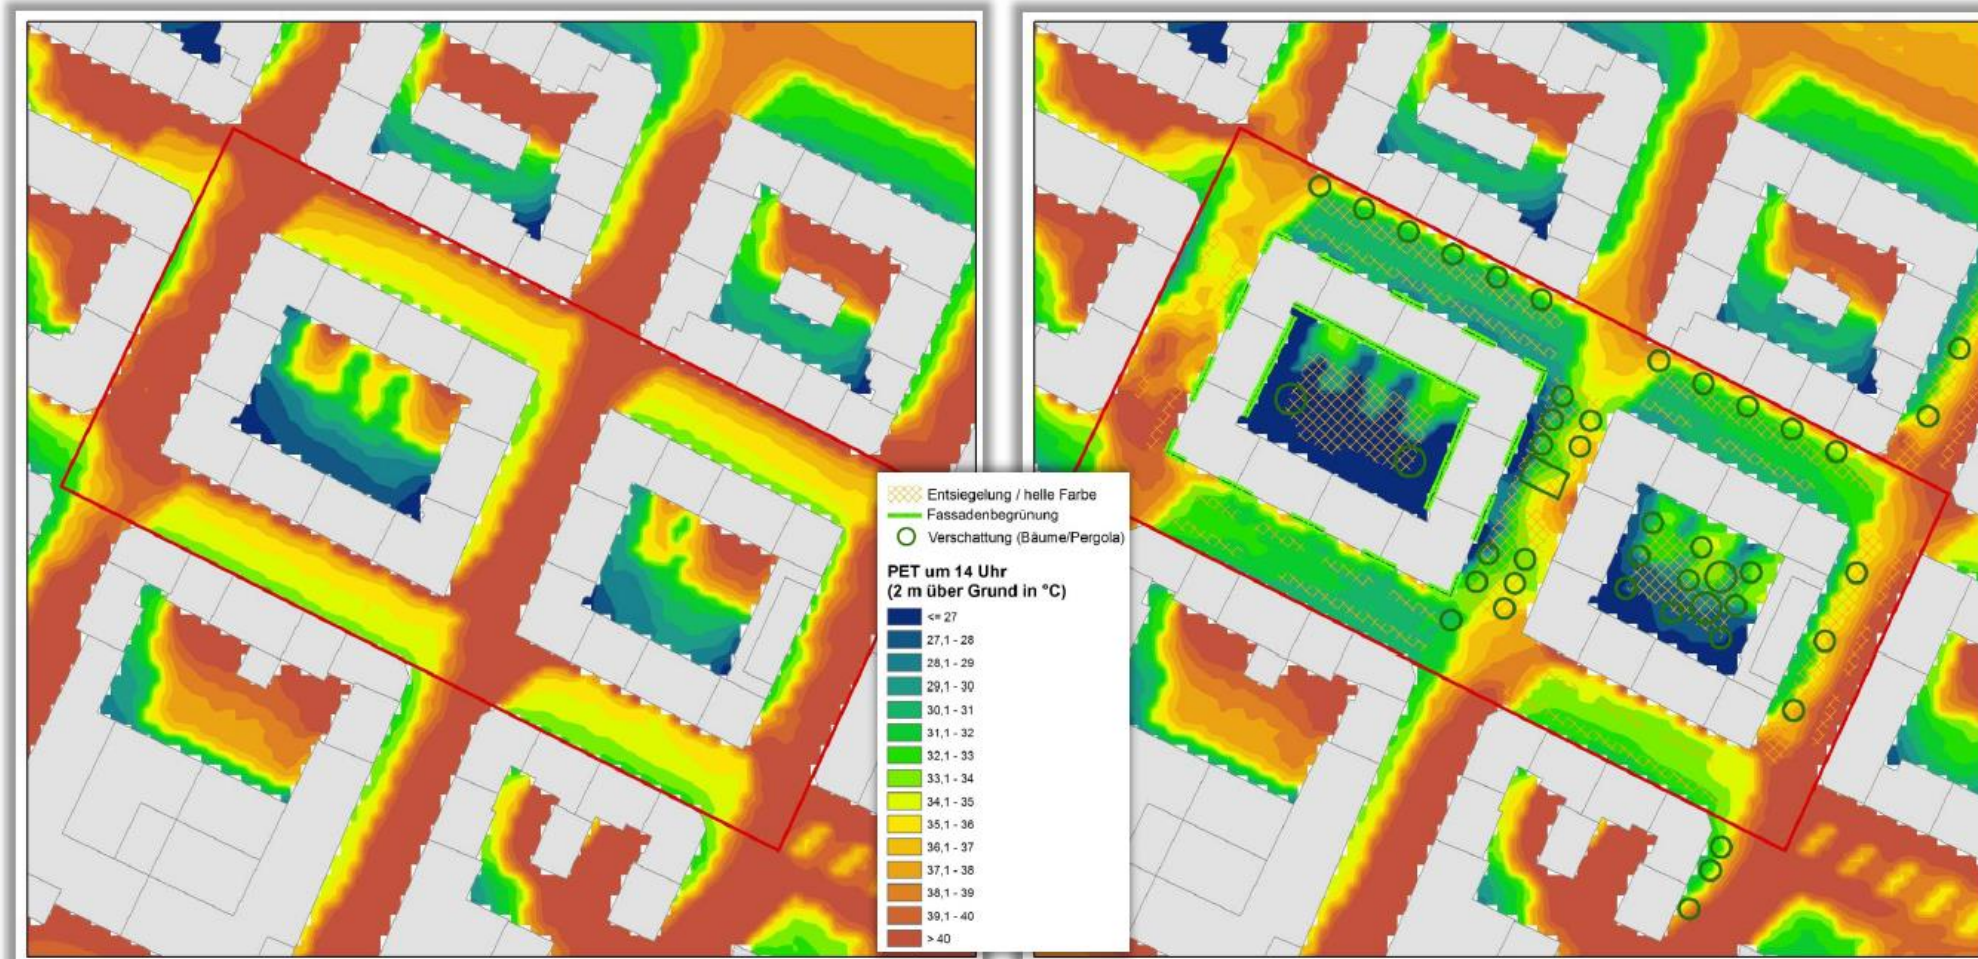 Entsiegelung / helle Farbe
Fassadenbegrünung
Verschattung (Bäume/Pergola)
PET um 14 Uhr
(2 m über Grund in °C)
<= 27
27,1 - 28
28,1 - 29
29,1 - 30
30,1 - 31
31,1 - 32
32,1 - 33
33,1 - 34
34,1 - 35
35,1 - 36
36,1 - 37
37,1 - 38
38,1 - 39
39,1 - 40
> 40